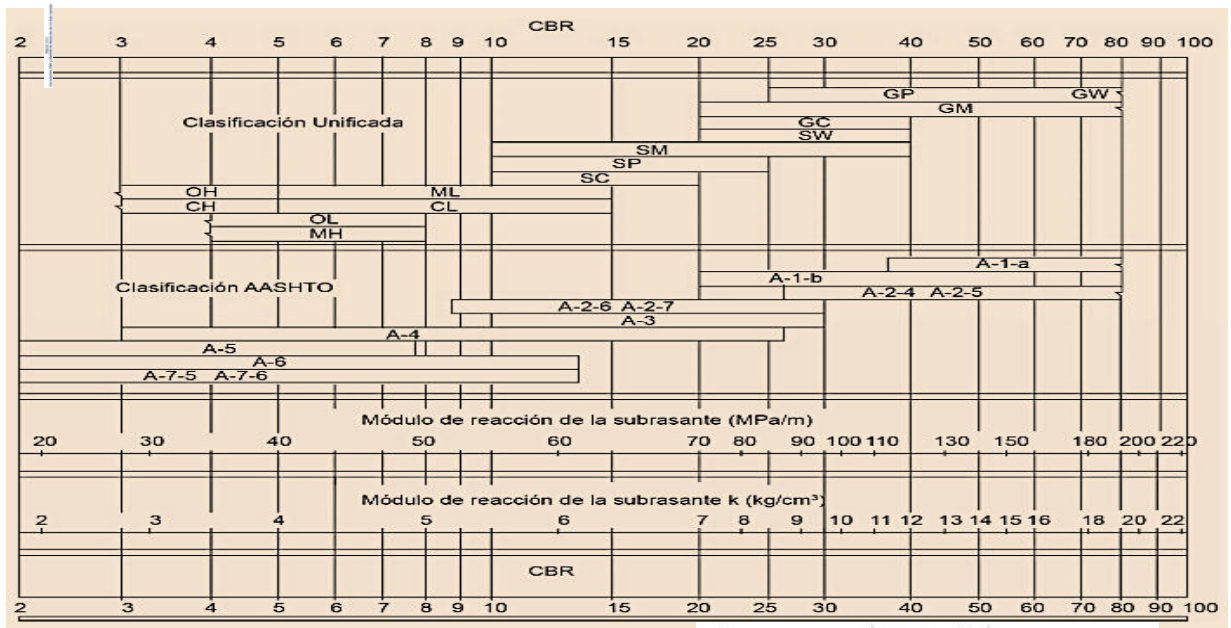 CBR
2 3 4 5 6 7 8 9 10 15 20 25 30 40 50 60 70 80 90 100
GP GW
GM
Clasificación Unificada
GC
SW
SM
SP
SC
OH ML
CH CL
OL
MH
A-1-a
A-1-b
Clasificación AASHTO
A-2-4 A-2-5
A-2-6 A-2-7
A-3
A-4
A-5
A-6
A-7-5 A-7-6
Módulo de reacción de la subrasante (MPa/m)
20 30 40 50 60 70 80 90 100 110 130 150 180 200 220
Módulo de reacción de la subrasante k (kg/cm³)
2 3 4 5 6 7 8 9 10 11 12 13 14 15 16 18 20 22
CBR
2 3 4 5 6 7 8 9 10 15 20 25 30 40 50 60 70 80 90 100